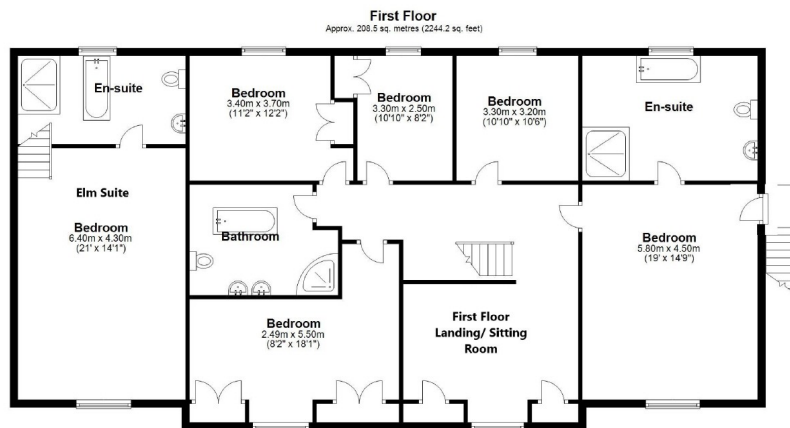 First Floor
Approx. 208.5 sq. metres (2244.2 sq. feet)
En-suite
Bedroom
3.40m x 3.70m
(11'2" x 12'2")
Bedroom
3.30m x 2.50m
(10'10" x 8'2")
Bedroom
3.30m x 3.20m
(10'10" x 10'6")
En-suite
Elm Suite
Bedroom
6.40m x 4.30m
(21' x 14'1")
Bathroom
Bedroom
5.80m x 4.50m
(19' x 14'9")
Bedroom
2.49m x 5.50m
(8'2" x 18'1")
First Floor
Landing/ Sitting
Room